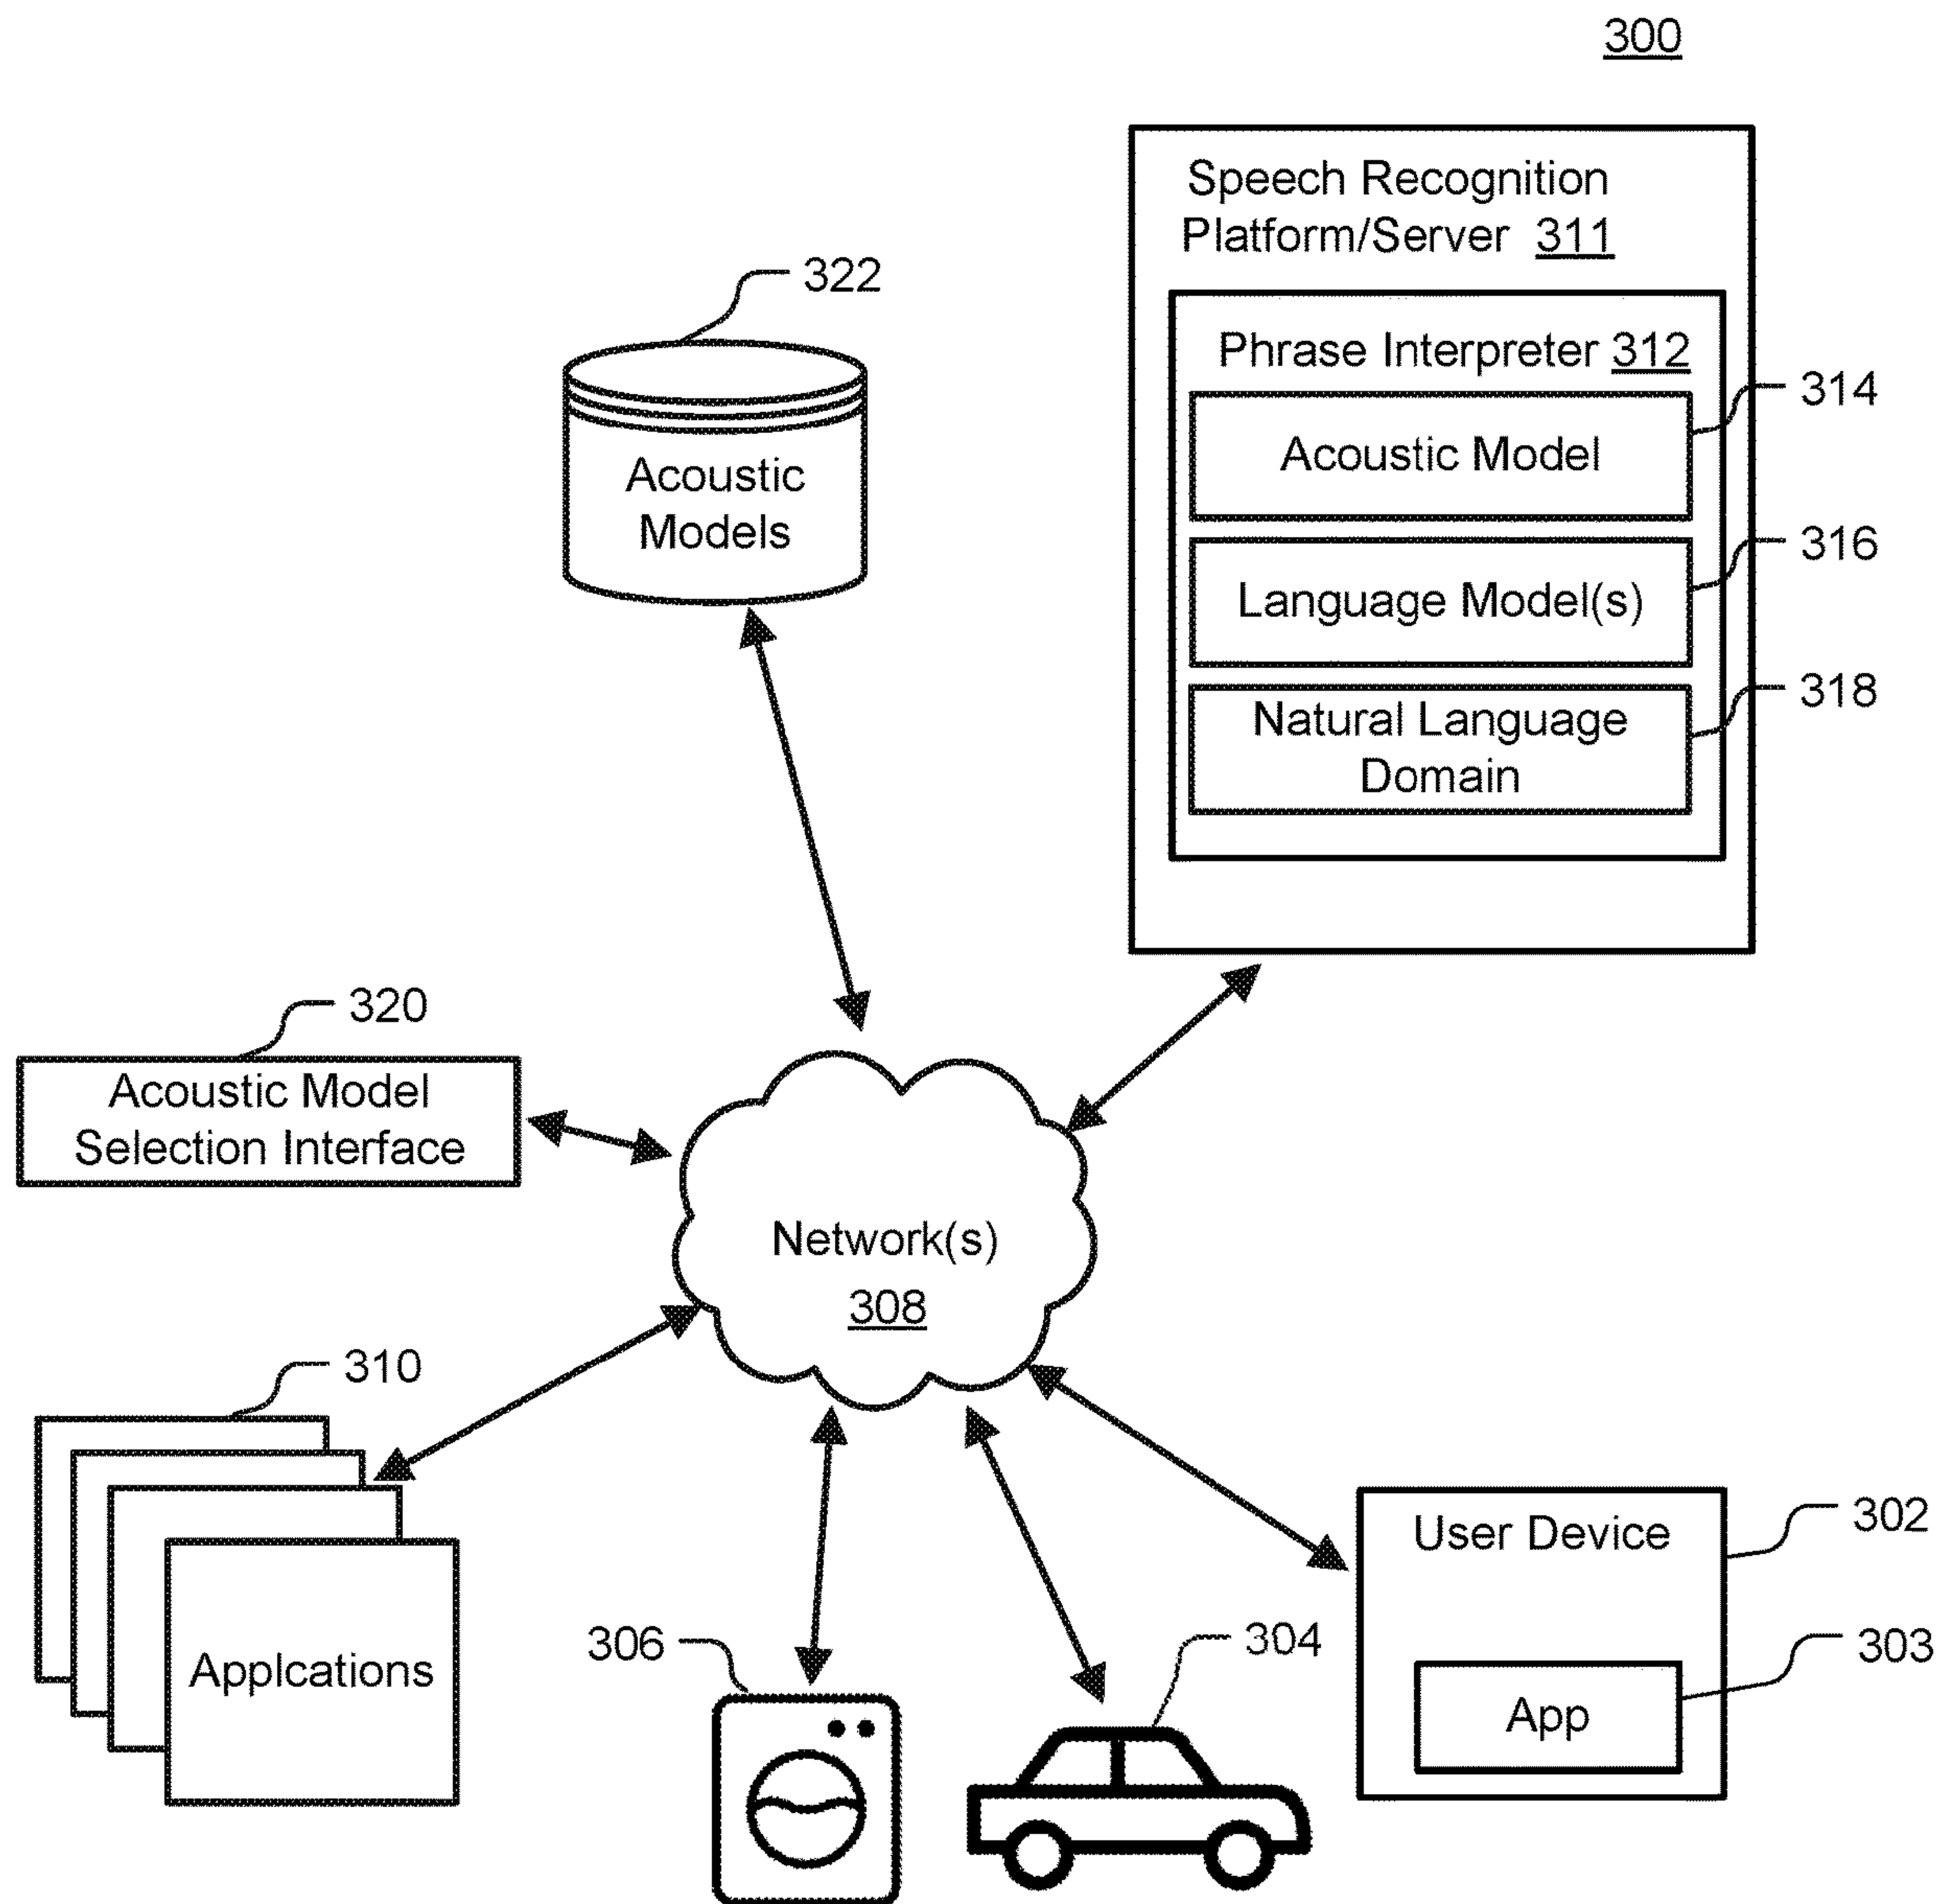 300
Speech Recognition
Platform/Server 311
322
Phrase Interpreter 312
314
Acoustic Model
Acoustic
Models
316
Language Model(s)
318
Natural Language
Domain
320
Acoustic Model
Selection Interface
Network(s)
308
310
Applcations
User Device
302
306
304
303
App